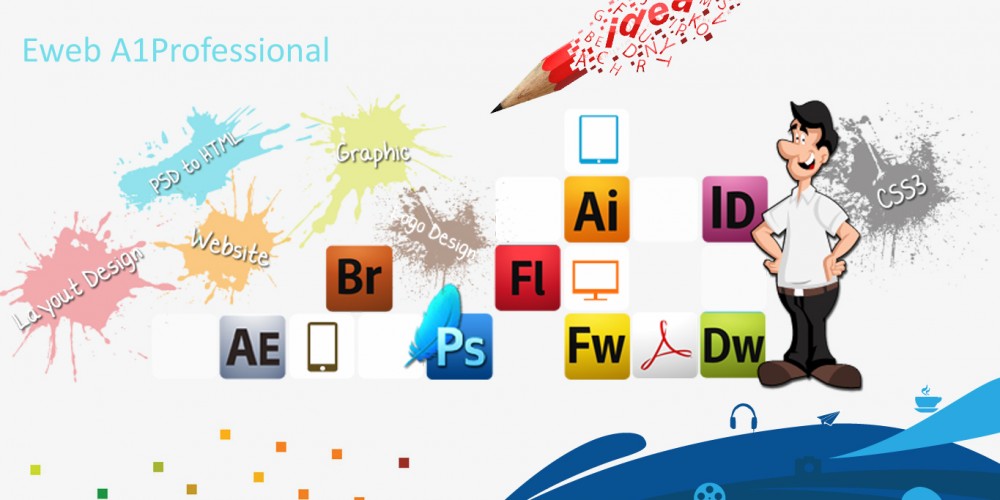 Eweb A1Professional
idea
PSD to HTML
Graphic
CSS3
Ai
ID
Website
go Design
Layout Design
Br
Fl
AE
Ps
Fw
Dw